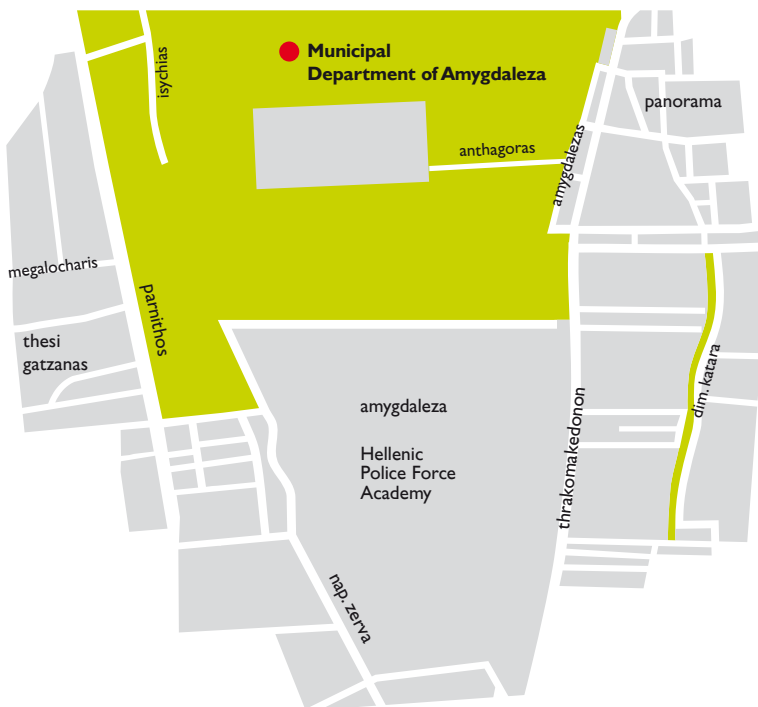 isychias
Municipal
Department of Amygdaleza
panorama
anthagoras
amygdalezas
megalocharis
parnithos
thesi
gatzanas
dim. katara
amygdaleza
Hellenic
Police Force
Academy
thrakomakedonon
nap. zerva